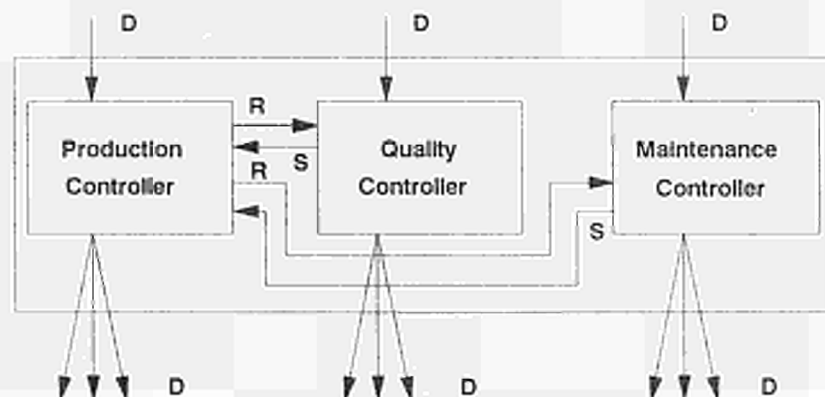 D D D
R
Production Quality Maintenance
S
R
Controller Controller Controller
S
D D D